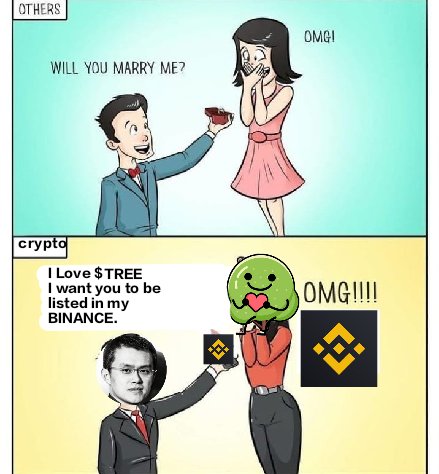 OTHERS
OMG!
WILL YOU MARRY ME?
crypto
I Love $TREE
I want you to be
listed in my
BINANCE.
OMG!!!!